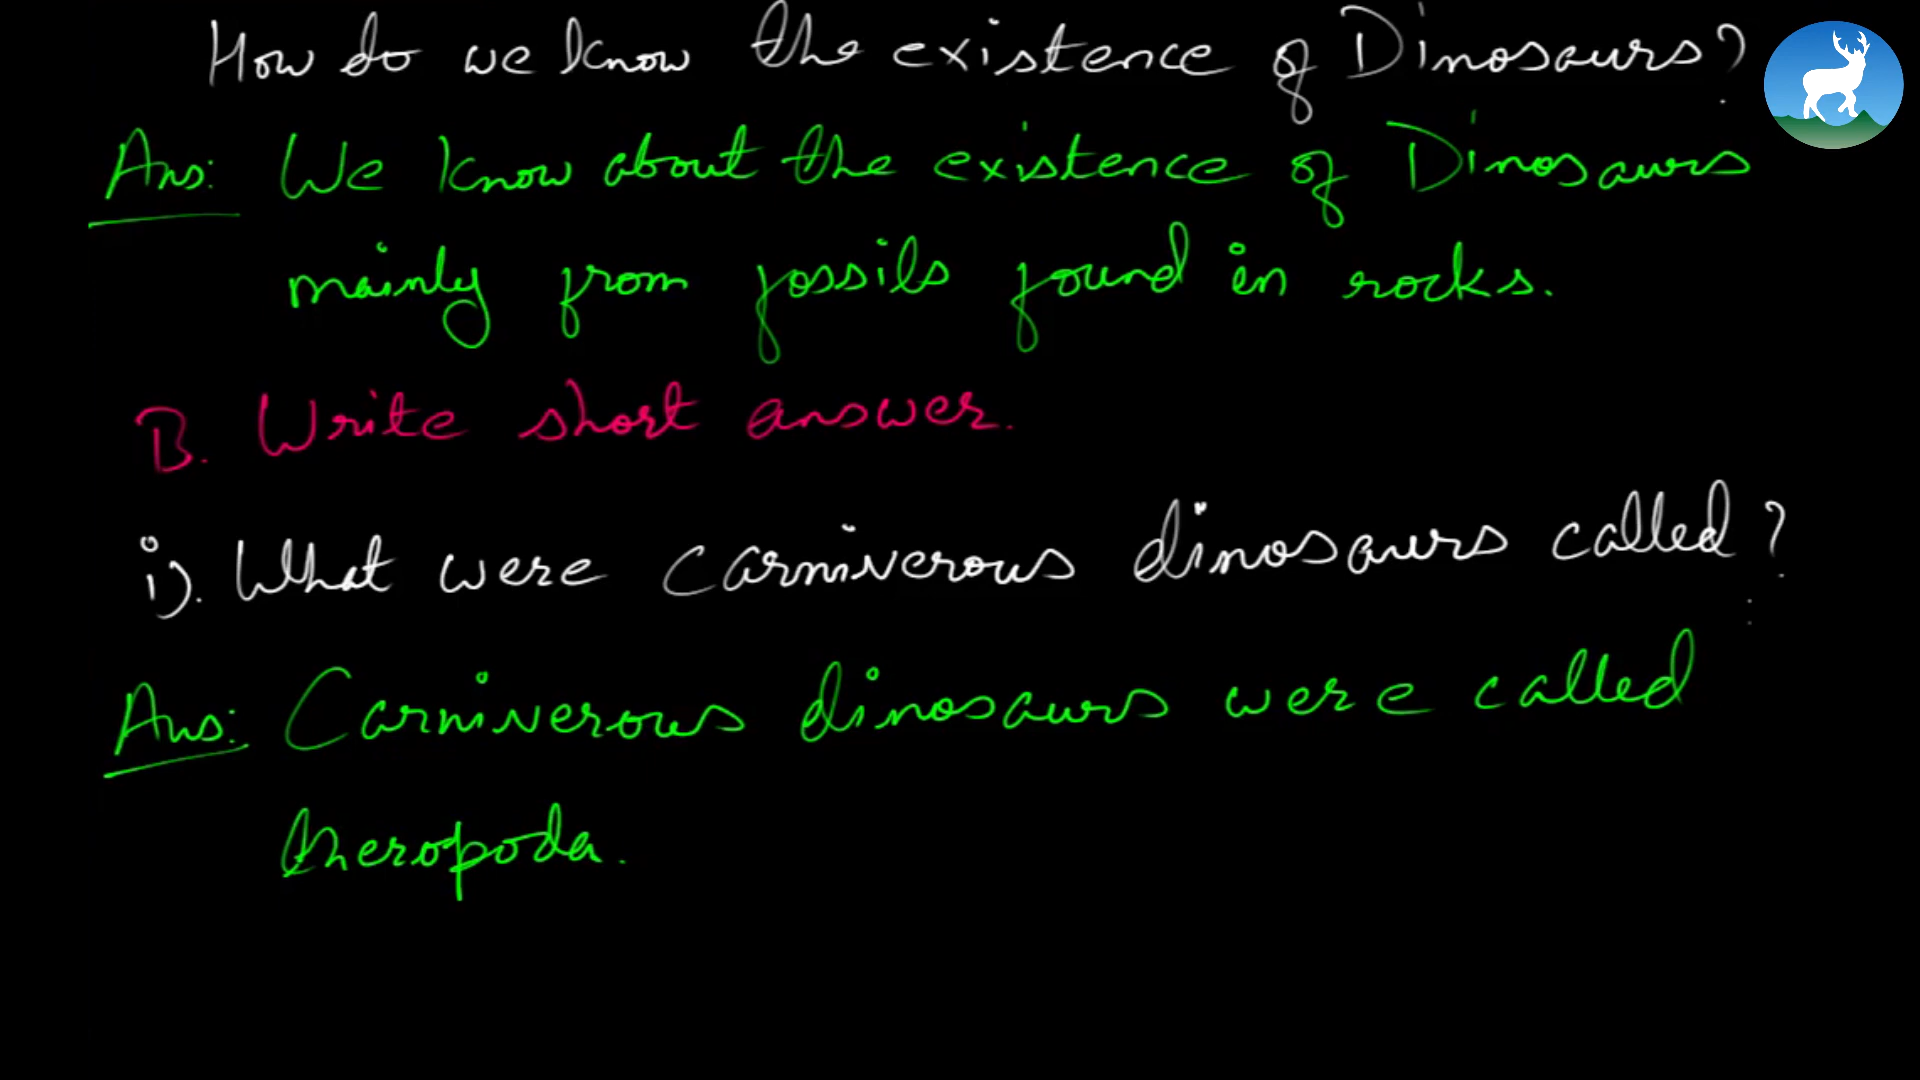 How do we know the existence of Dinosaurs?
Ans: We know about the existence of Dinosaurs
mainly from fossils found in rocks.
B. Write short answer.
i). What were carniverous dinosaurs called?
Ans: Carniverous dinosaurs were called
theropoda.